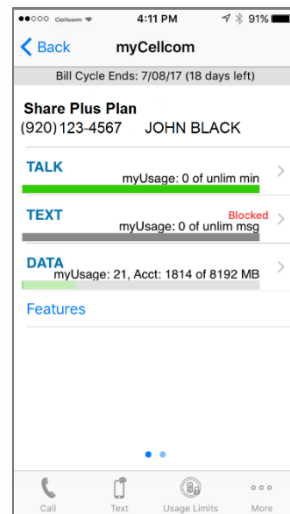 Cellcom 4:11 PM 91%
Back myCellcom
Bill Cycle Ends: 7/08/17 (18 days left)
Share Plus Plan
(920)123-4567 JOHN BLACK
TALK
myUsage: 0 of unlim min
TEXT Blocked
myUsage: 0 of unlim msg
DATA
myUsage: 21, Acct: 1814 of 8192 MB
Features
Call Text Usage Limits More